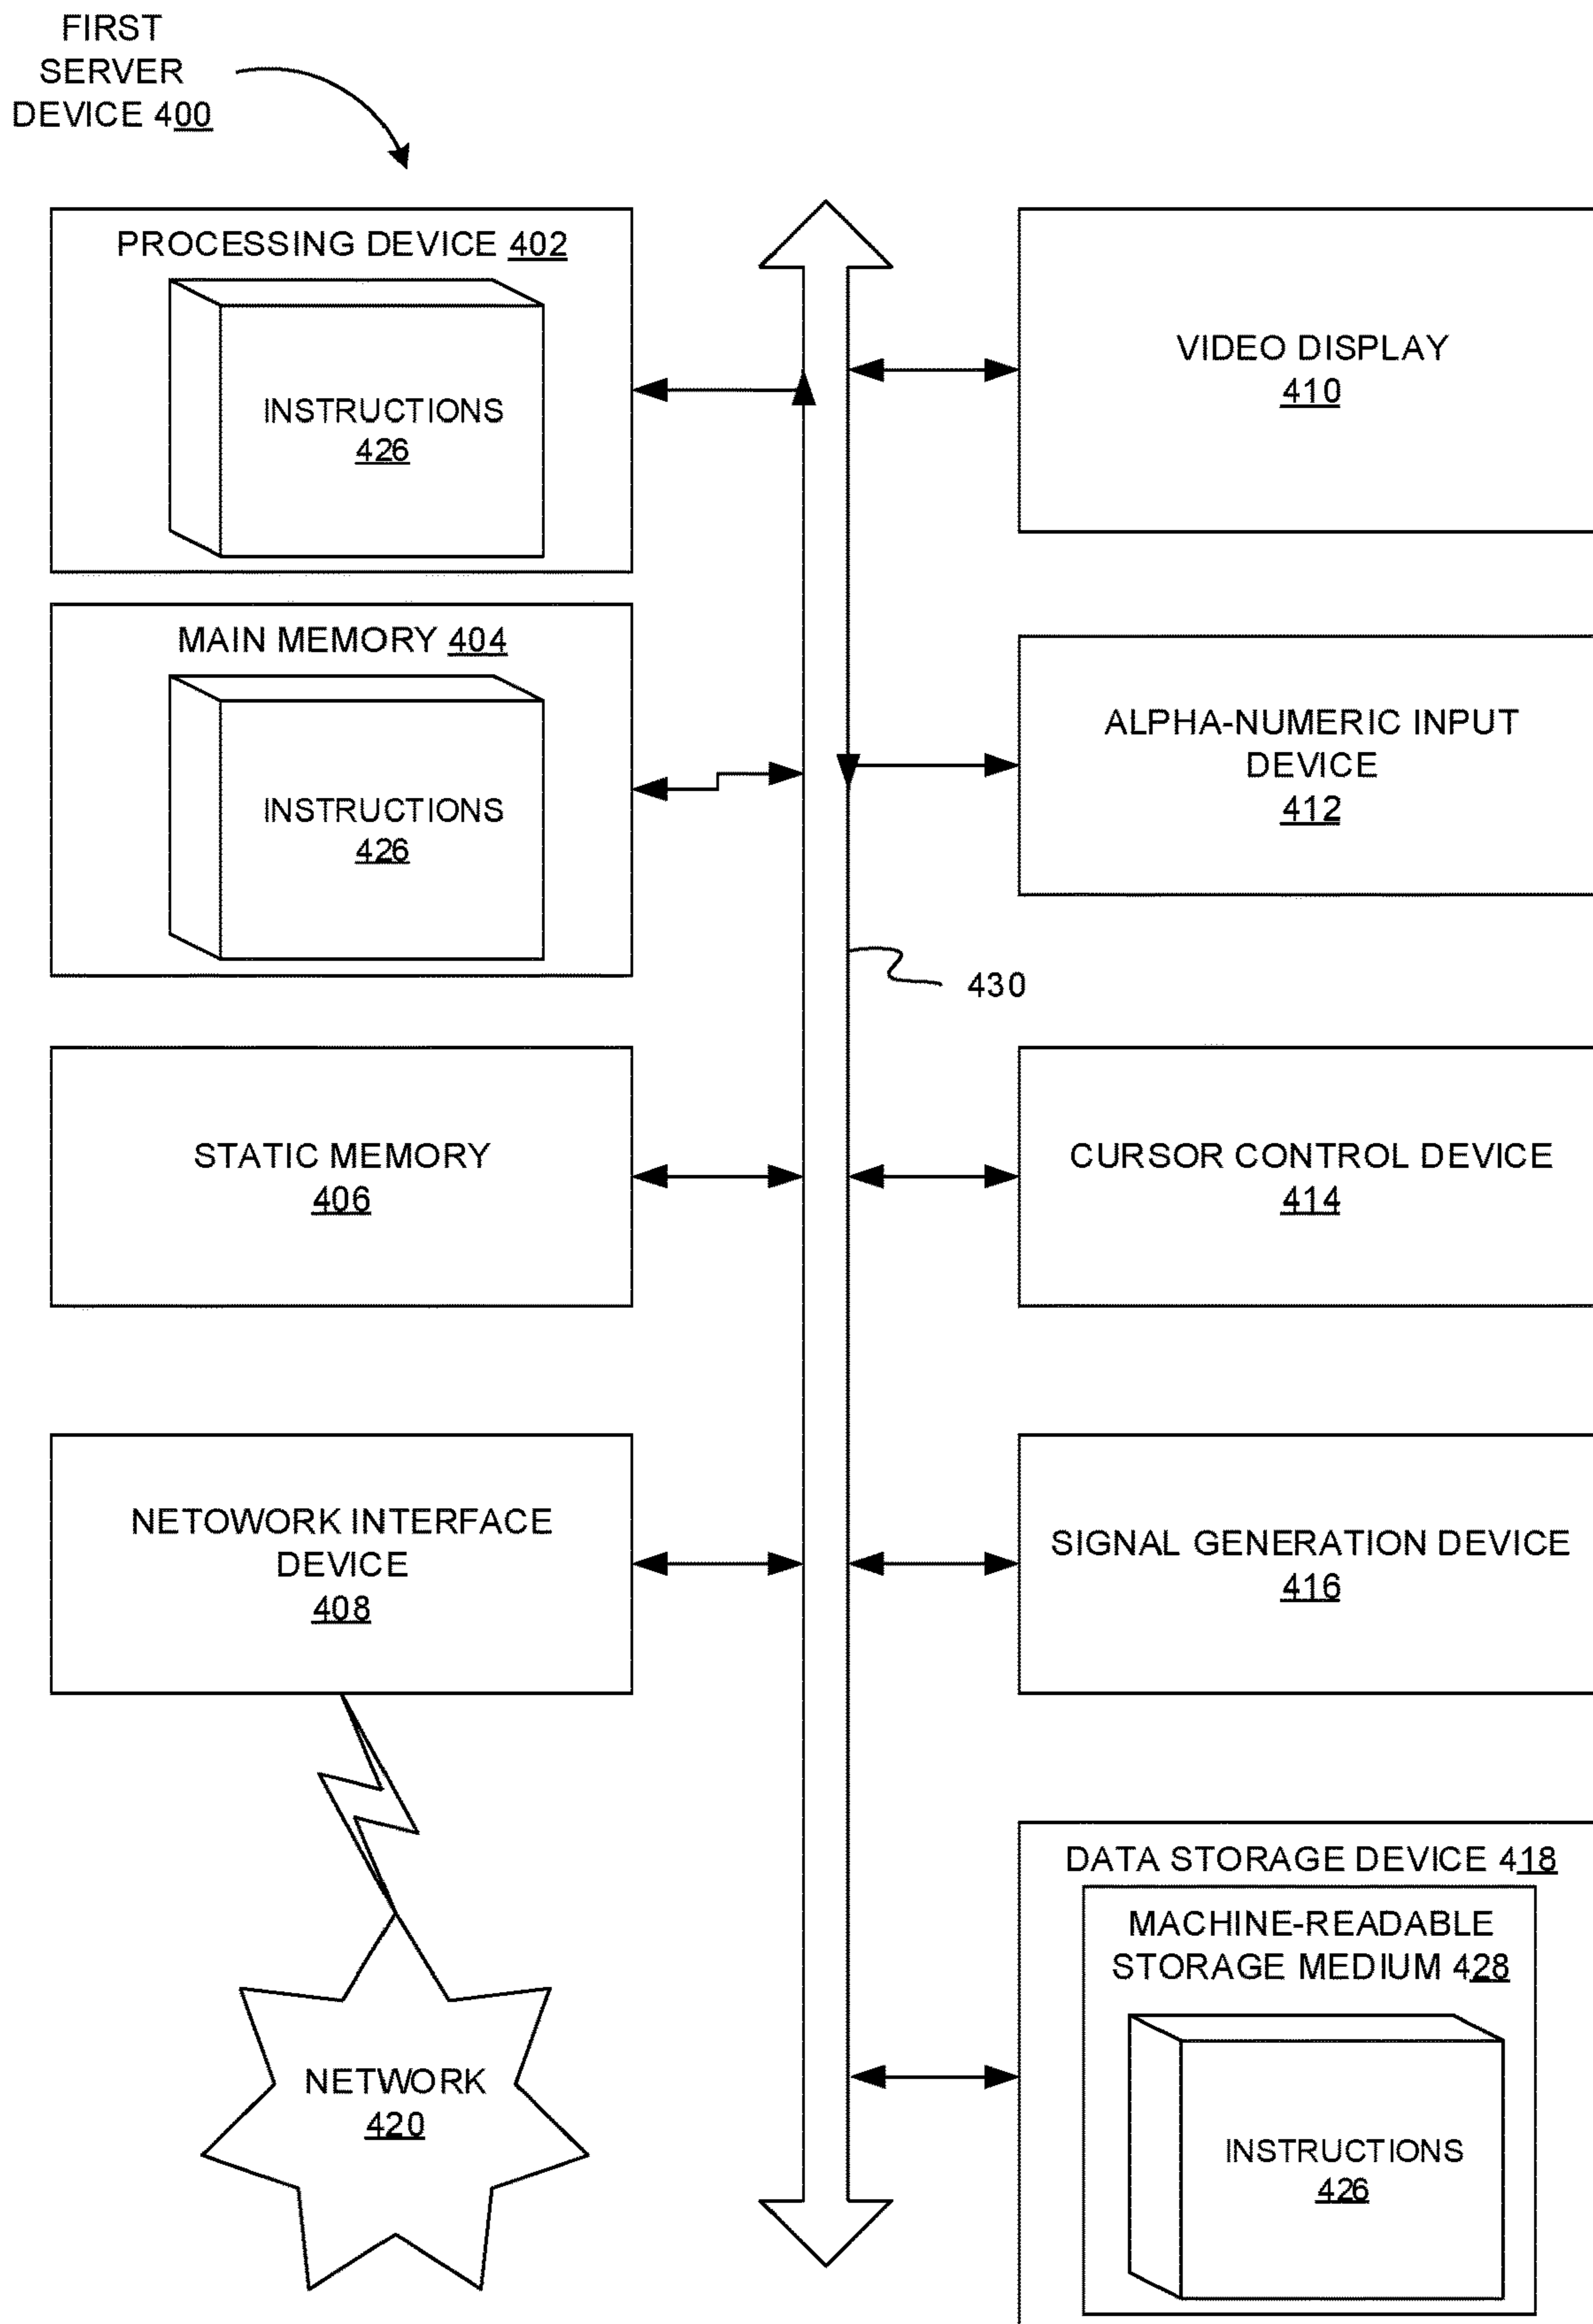 FIRST
SERVER
DEVICE 400
PROCESSING DEVICE 402
INSTRUCTIONS
426
MAIN MEMORY 404
INSTRUCTIONS
426
STATIC MEMORY
406
NETOWORK INTERFACE
DEVICE
408
NETWORK
420
VIDEO DISPLAY
410
ALPHA-NUMERIC INPUT
DEVICE
412
430
CURSOR CONTROL DEVICE
414
SIGNAL GENERATION DEVICE
416
DATA STORAGE DEVICE 418
MACHINE-READABLE
STORAGE MEDIUM 428
INSTRUCTIONS
426